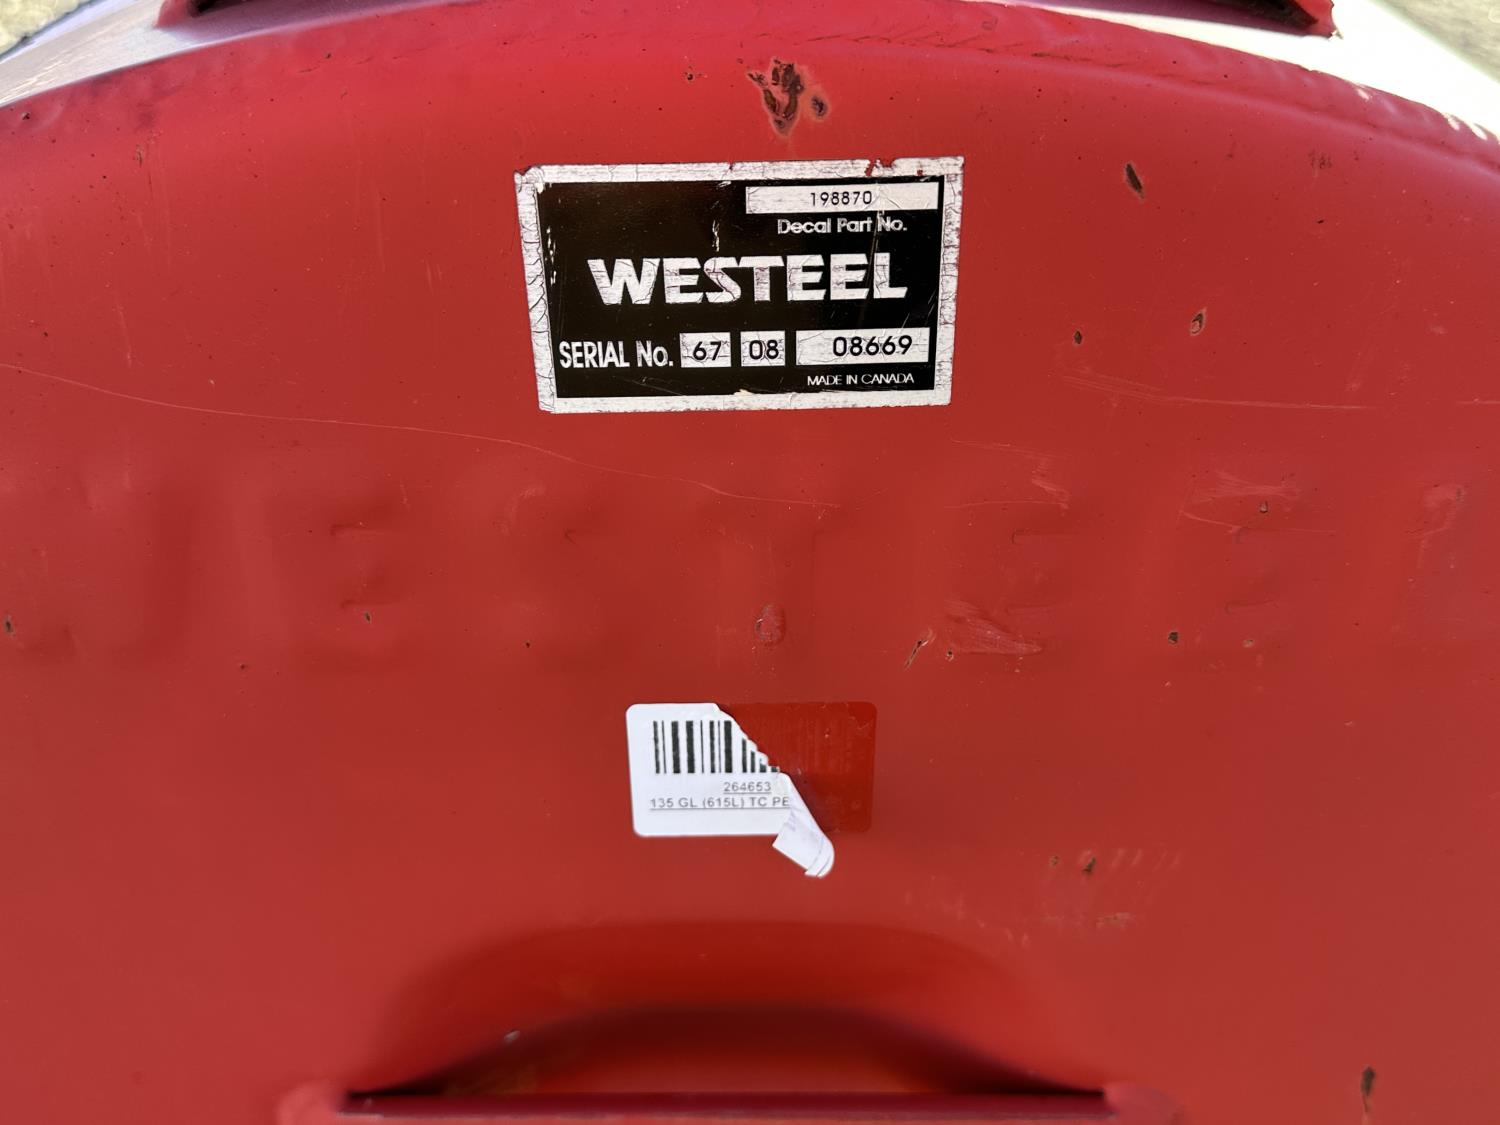 198870
Decal Part No.
WESTEEL
SERIAL No. 67 08 08669
MADE IN CANADA
WESTEEL
264653
135 GL (615L) TC PE